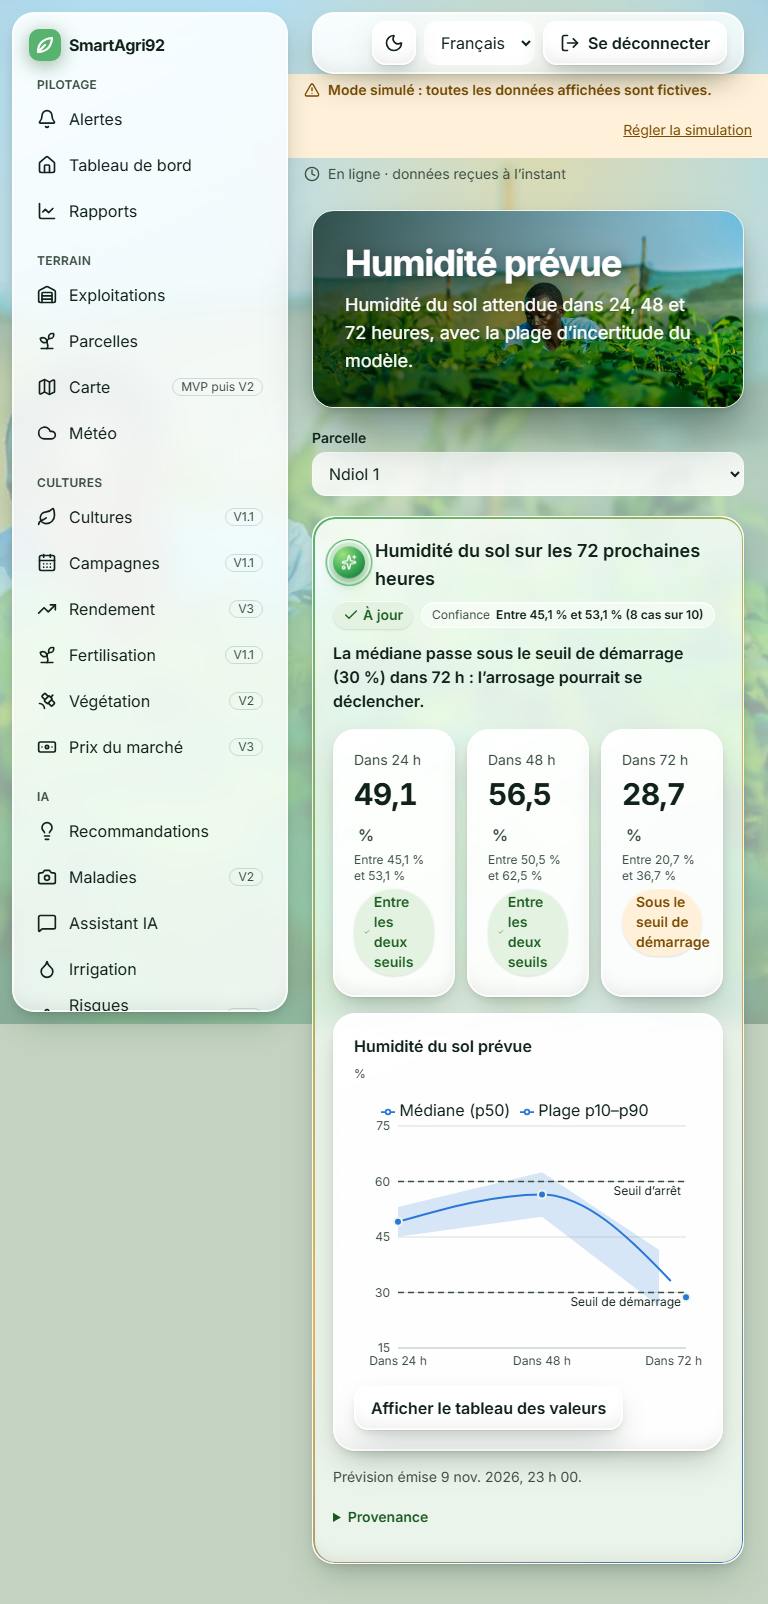 SmartAgri92
PILOTAGE
Alertes
Tableau de bord
Rapports
TERRAIN
Exploitations
Parcelles
Carte MVP puis V2
Météo
CULTURES
Cultures V1.1
Campagnes V1.1
Rendement V3
Fertilisation V1.1
Végétation V2
Prix du marché V3
IA
Recommandations
Maladies V2
Assistant IA
Irrigation
Risques
Français
Se déconnecter
Mode simulé : toutes les données affichées sont fictives.
Régler la simulation
En ligne · données reçues à l’instant
Humidité prévue
Humidité du sol attendue dans 24, 48 et
72 heures, avec la plage d’incertitude du
modèle.
Parcelle
Ndiol 1
Humidité du sol sur les 72 prochaines
heures
À jour
Confiance Entre 45,1 % et 53,1 % (8 cas sur 10)
La médiane passe sous le seuil de démarrage
(30 %) dans 72 h : l’arrosage pourrait se
déclencher.
Dans 24 h
49,1
%
Entre 45,1 %
et 53,1 %
Entre
les
deux
seuils
Dans 48 h
56,5
%
Entre 50,5 %
et 62,5 %
Entre
les
deux
seuils
Dans 72 h
28,7
%
Entre 20,7 %
et 36,7 %
Sous le
seuil de
démarrage
Humidité du sol prévue
%
Médiane (p50) Plage p10–p90
75
60
Seuil d’arrêt
45
30
Seuil de démarrage
15
Dans 24 h Dans 48 h Dans 72 h
Afficher le tableau des valeurs
Prévision émise 9 nov. 2026, 23 h 00.
Provenance